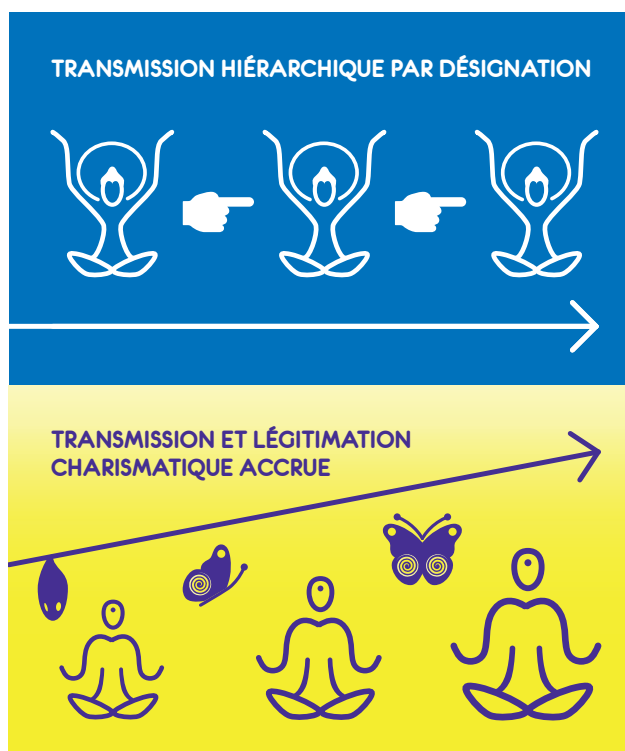 TRANSMISSION HIÉRARCHIQUE PAR DÉSIGNATION
TRANSMISSION ET LÉGITIMATION
CHARISMATIQUE ACCRUE